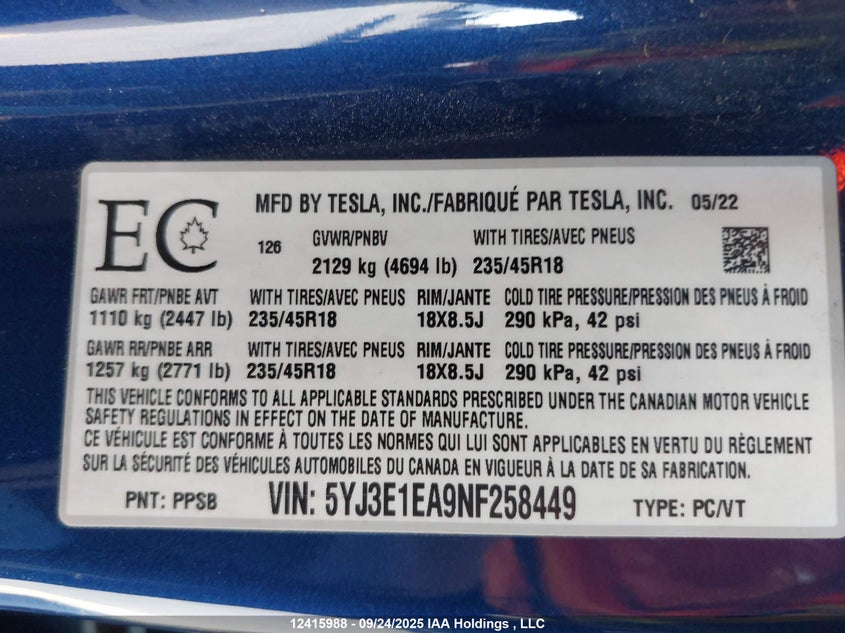 EC
MFD BY TESLA, INC./FABRIQUÉ PAR TESLA, INC. 05/22
126 GVWR/PNBV WITH TIRES/AVEC PNEUS
2129 kg (4694 lb) 235/45R18
GAWR FRT/PNBE AVT WITH TIRES/AVEC PNEUS RIM/JANTE COLD TIRE PRESSURE/PRESSION DES PNEUS À FROID
1110 kg (2447 lb) 235/45R18 18X8.5J 290 kPa, 42 psi
GAWR RR/PNBE ARR WITH TIRES/AVEC PNEUS RIM/JANTE COLD TIRE PRESSURE/PRESSION DES PNEUS À FROID
1257 kg (2771 lb) 235/45R18 18X8.5J 290 kPa, 42 psi
THIS VEHICLE CONFORMS TO ALL APPLICABLE STANDARDS PRESCRIBED UNDER THE CANADIAN MOTOR VEHICLE
SAFETY REGULATIONS IN EFFECT ON THE DATE OF MANUFACTURE.
CE VÉHICULE EST CONFORME À TOUTES LES NORMES QUI LUI SONT APPLICABLES EN VERTU DU RÈGLEMENT
SUR LA SÉCURITÉ DES VÉHICULES AUTOMOBILES DU CANADA EN VIGUEUR À LA DATE DE SA FABRICATION.
PNT: PPSB VIN: 5YJ3E1EA9NF258449 TYPE: PC/VT
12415988 - 09/24/2025 IAA Holdings , LLC